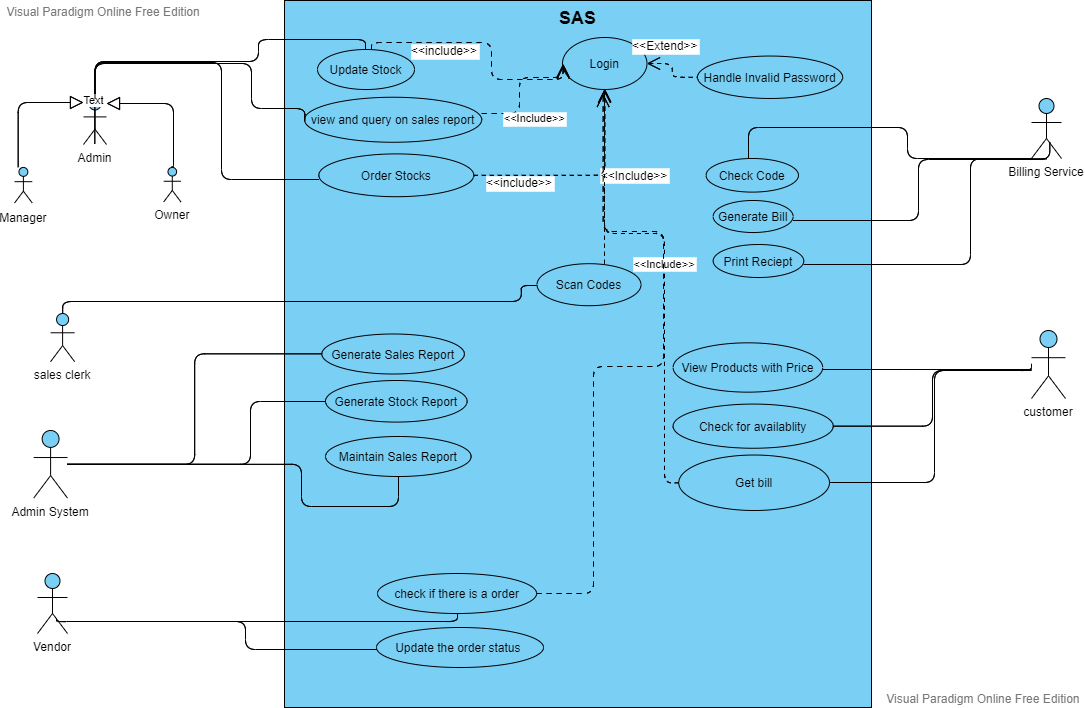 Visual Paradigm Online Free Edition
SAS
<<include>>
<<Extend>>
Update Stock
Login
Handle Invalid Password
Text
view and query on sales report
<<Include>>
Admin
Billing Service
Order Stocks
<<include>>
<<Include>>
Check Code
Manager
Owner
Generate Bill
Print Reciept
<<Include>>
Scan Codes
sales clerk
Generate Sales Report
View Products with Price
Generate Stock Report
customer
Check for availablity
Maintain Sales Report
Get bill
Admin System
check if there is a order
Vendor
Update the order status
Visual Paradigm Online Free Edition